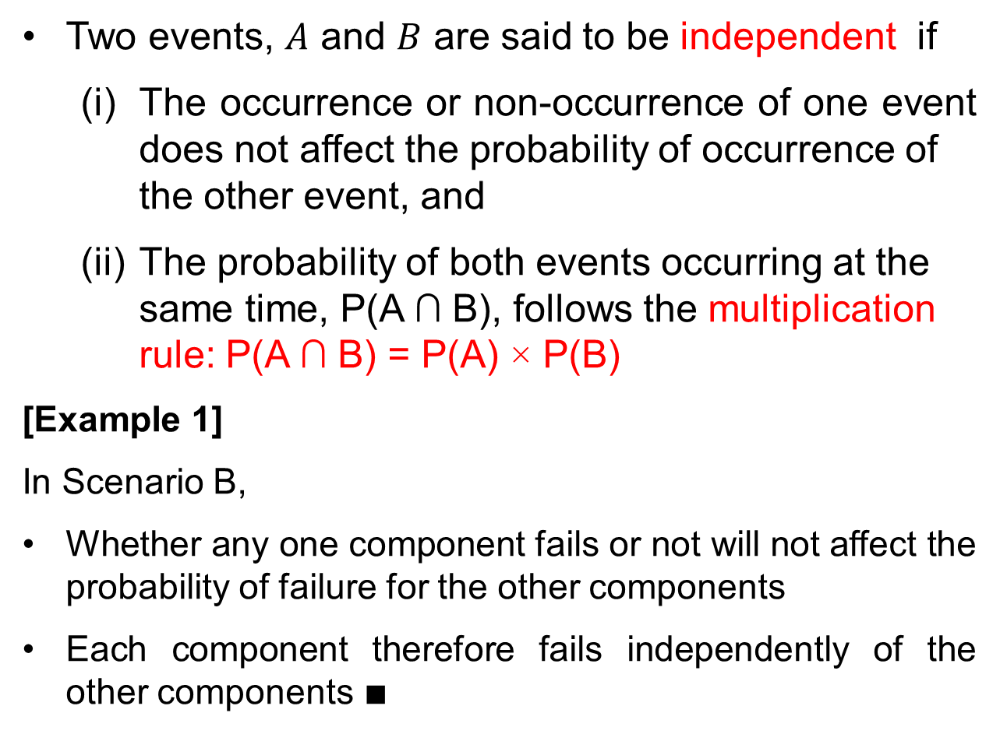 • Two events, A and B are said to be independent if
(i) The occurrence or non-occurrence of one event
does not affect the probability of occurrence of
the other event, and
(ii) The probability of both events occurring at the
same time, P(A ∩ B), follows the multiplication
rule: P(A ∩ B) = P(A) × P(B)
[Example 1]
In Scenario B,
• Whether any one component fails or not will not affect the
probability of failure for the other components
• Each component therefore fails independently of the
other components ■